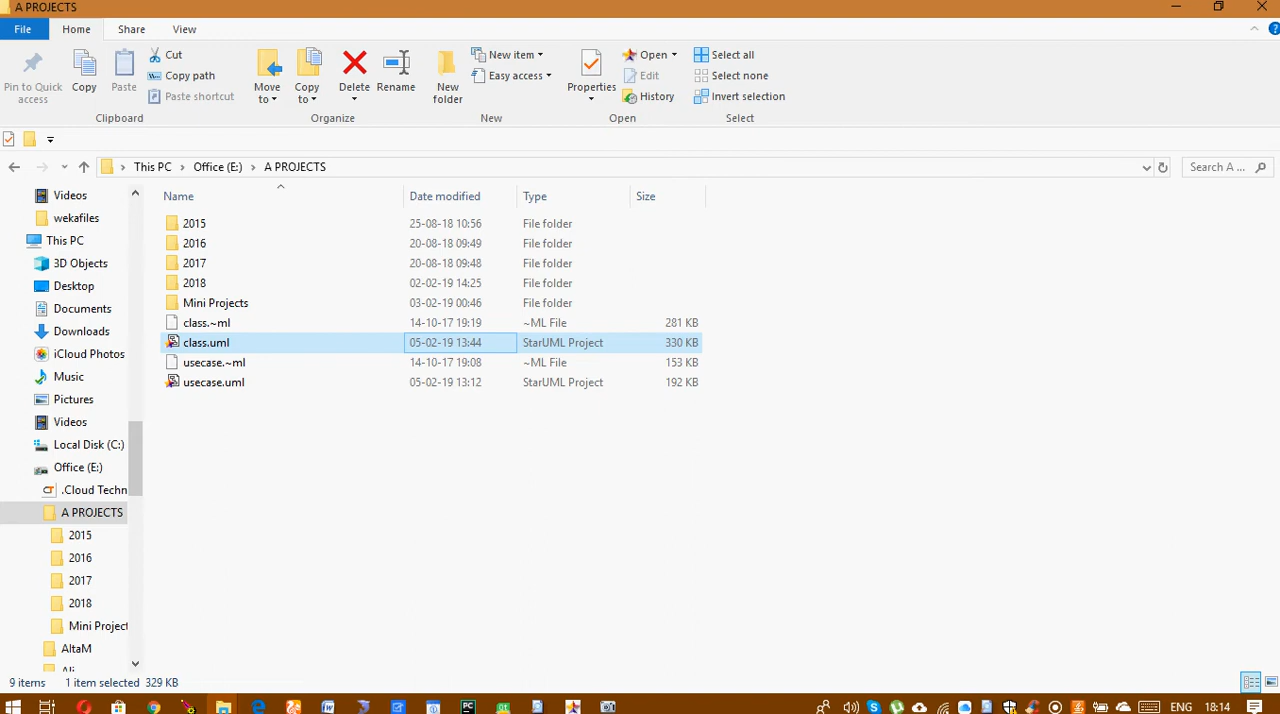 A PROJECTS
File Home Share View
Pin to Quick access
Copy
Paste
Cut
Copy path
Paste shortcut
Clipboard
Move to
Copy to
Delete
Rename
Organize
New folder
New item
Easy access
New
Properties
Open
Edit
History
Open
Select all
Select none
Invert selection
Select
This PC Office (E:) A PROJECTS
Search A ...
Videos
wekafiles
This PC
3D Objects
Desktop
Documents
Downloads
iCloud Photos
Music
Pictures
Videos
Local Disk (C:)
Office (E:)
.Cloud Techn
A PROJECTS
2015
2016
2017
2018
Mini Project
AltaM
Ali
Name Date modified Type Size
2015 25-08-18 10:56 File folder
2016 20-08-18 09:49 File folder
2017 20-08-18 09:48 File folder
2018 02-02-19 14:25 File folder
Mini Projects 03-02-19 00:46 File folder
class.~ml 14-10-17 19:19 ~ML File 281 KB
class.uml 05-02-19 13:44 StarUML Project 330 KB
usecase.~ml 14-10-17 19:08 ~ML File 153 KB
usecase.uml 05-02-19 13:12 StarUML Project 192 KB
9 items 1 item selected 329 KB
ENG 18:14